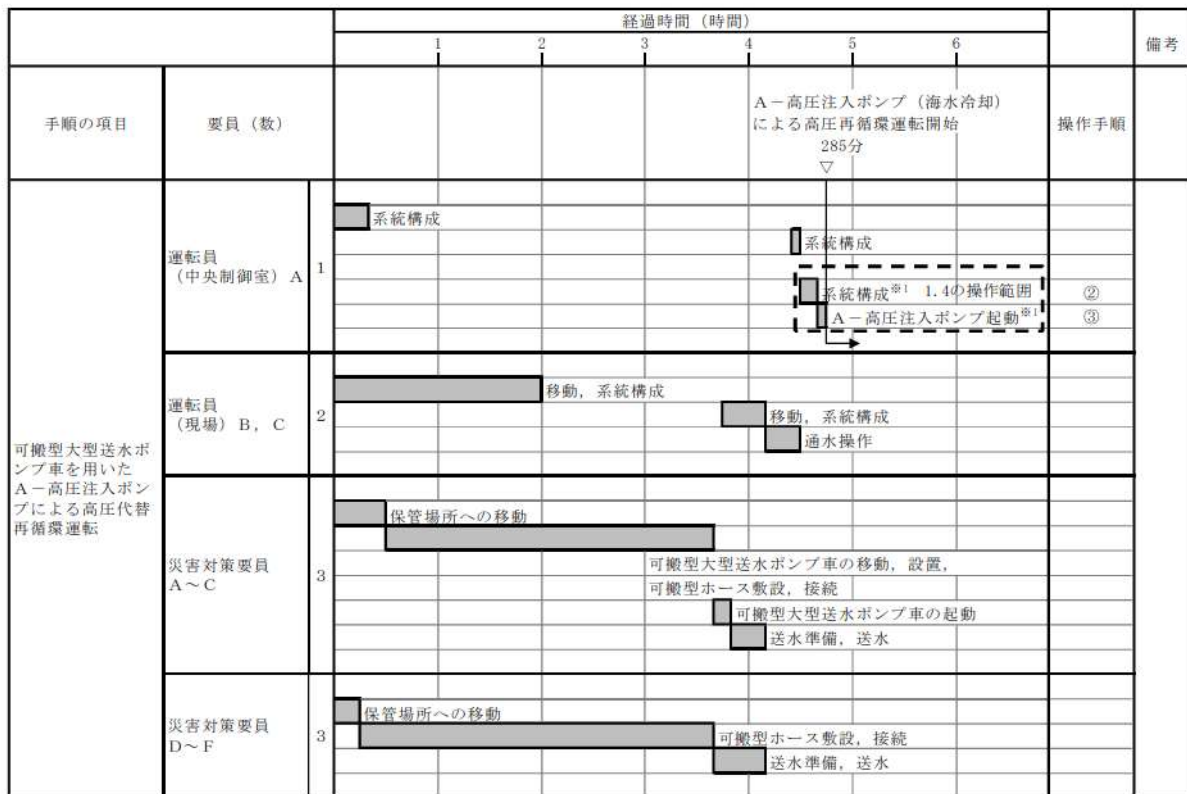 経過時間（時間）
1 2 3 4 5 6
備考
手順の項目
要員（数）
A－高圧注入ポンプ（海水冷却）
による高圧再循環運転開始
285分
▽
操作手順
可搬型大型送水ポ
ンプ車を用いた
A－高圧注入ポン
プによる高圧代替
再循環運転
運転員
（中央制御室）A
1
系統構成
系統構成
系統構成※1 1.4の操作範囲
②
A－高圧注入ポンプ起動※1
③
運転員
（現場）B，C
2
移動，系統構成
移動，系統構成
通水操作
災害対策要員
A～C
3
保管場所への移動
可搬型大型送水ポンプ車の移動，設置，
可搬型ホース敷設，接続
可搬型大型送水ポンプ車の起動
送水準備，送水
災害対策要員
D～F
3
保管場所への移動
可搬型ホース敷設，接続
送水準備，送水